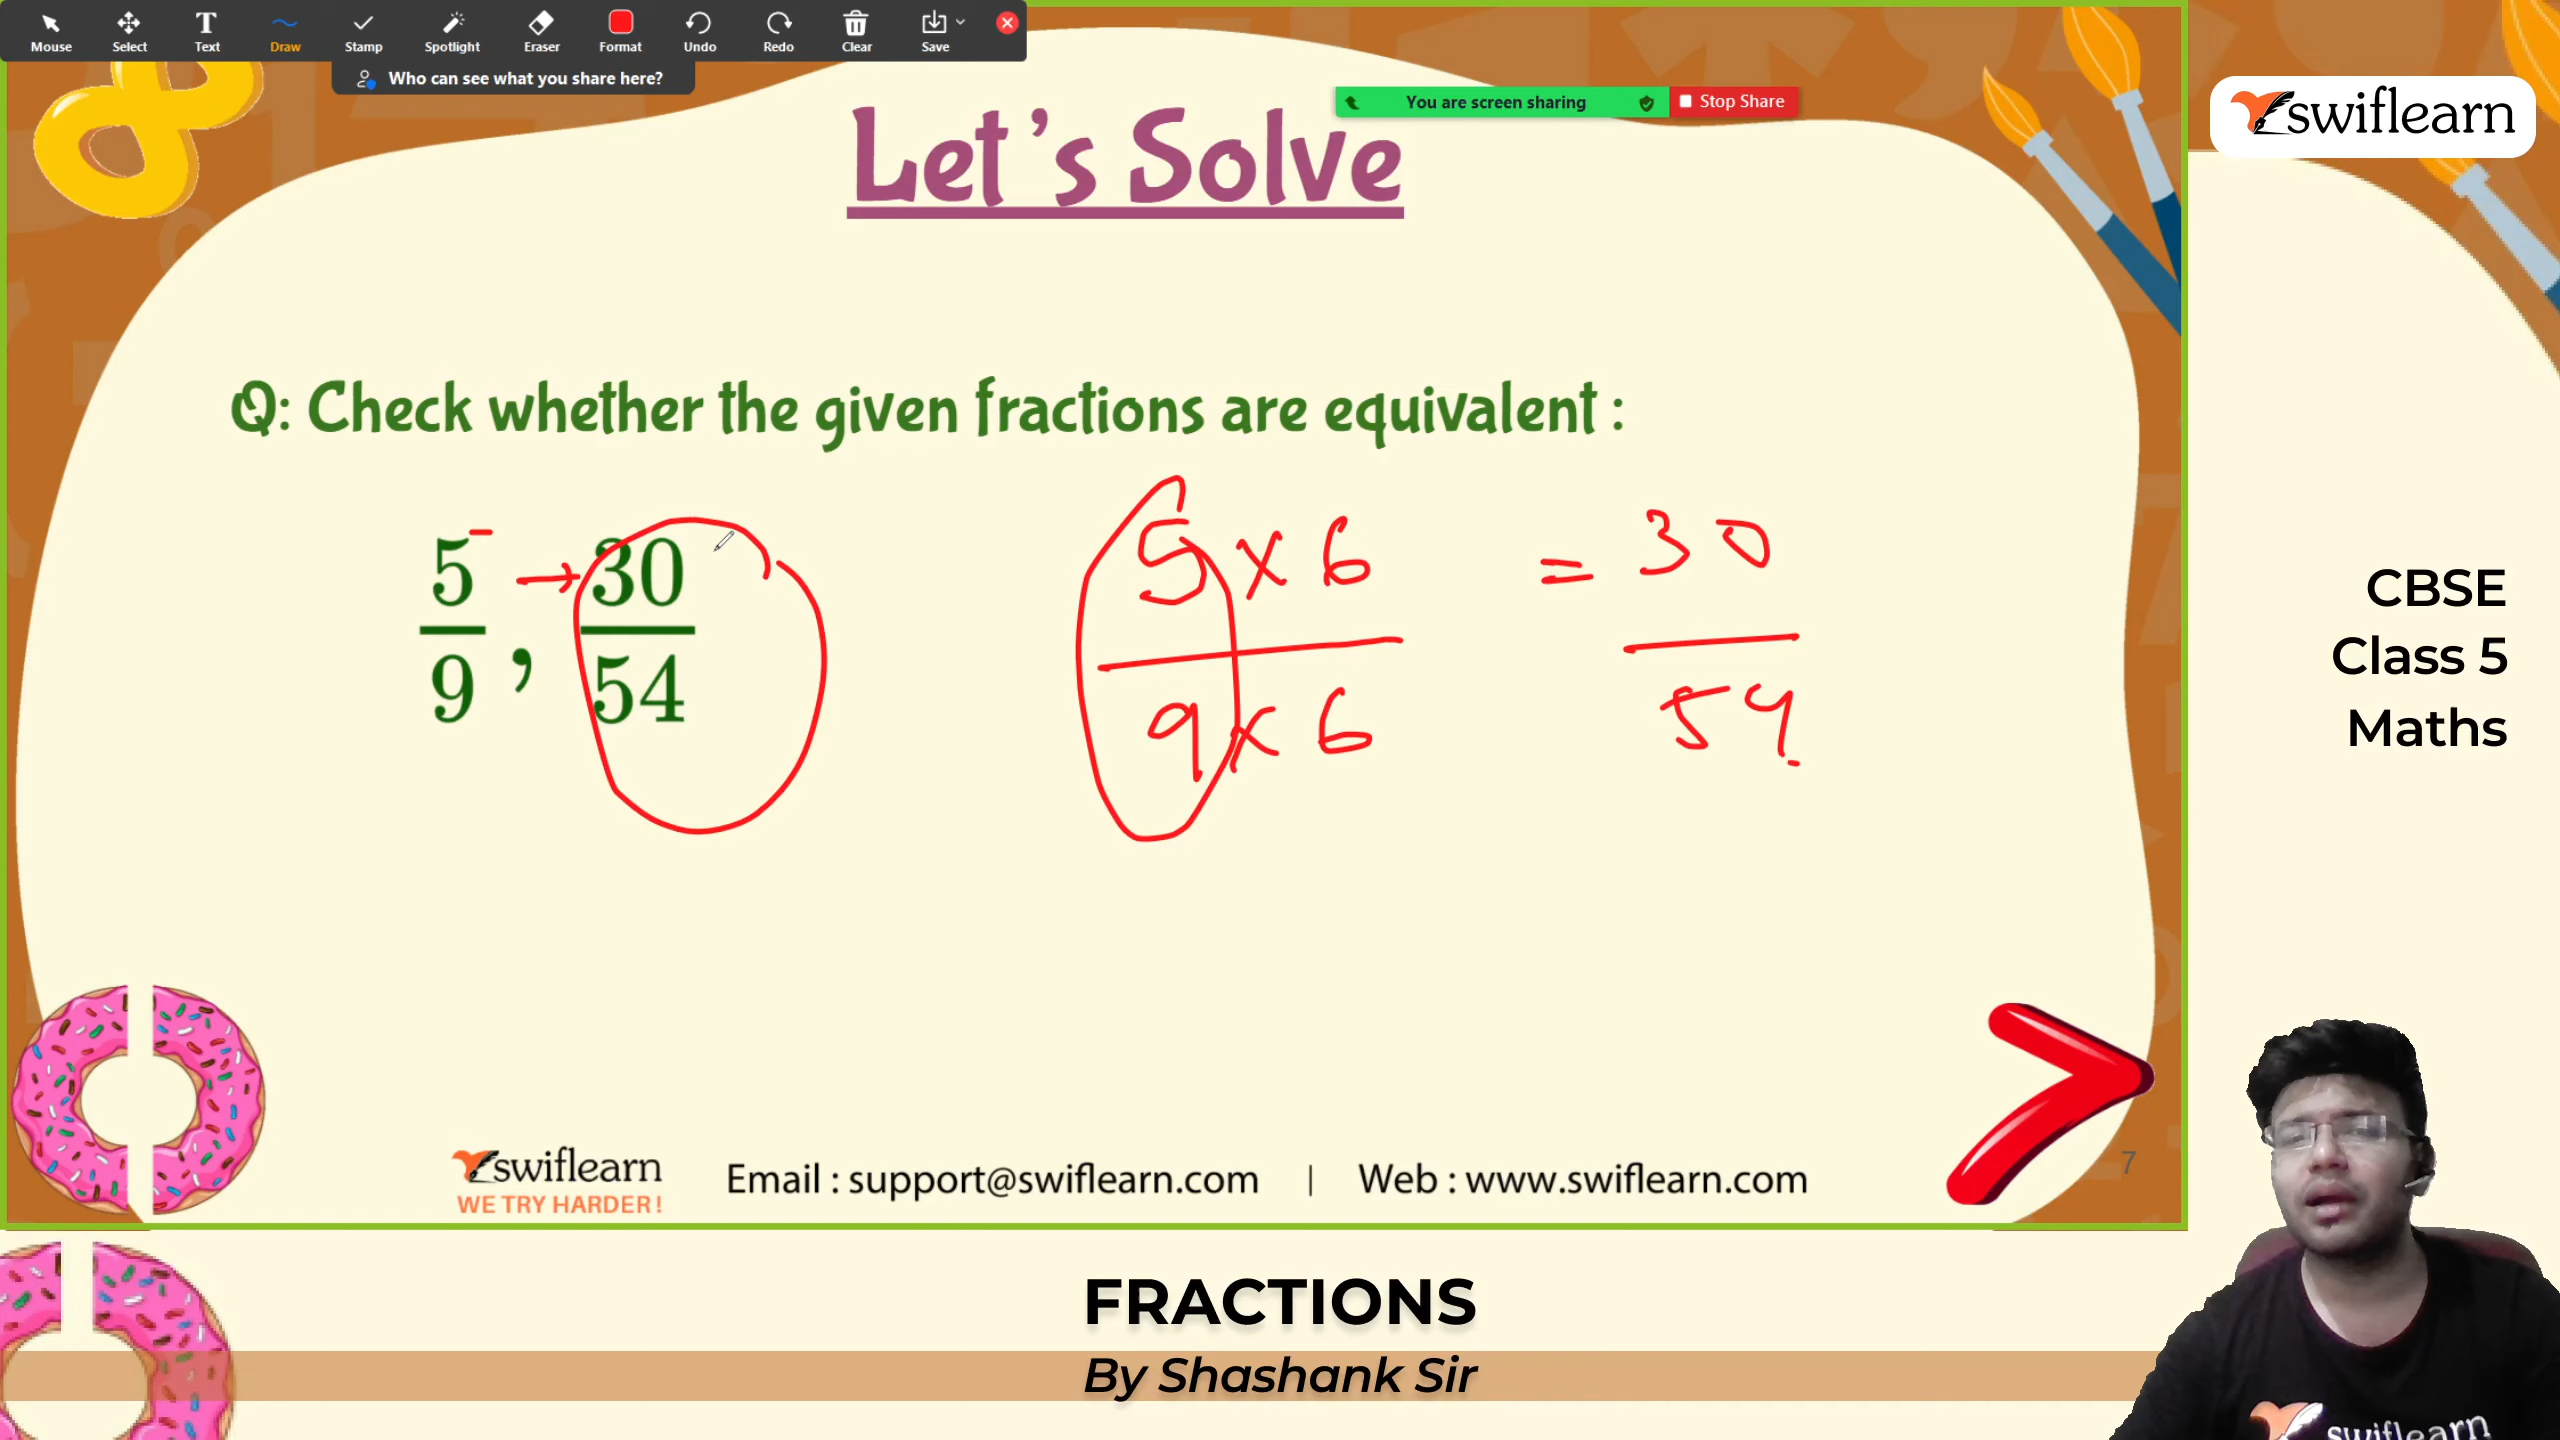 Mouse Select Text Draw Stamp Spotlight Eraser Format Undo Redo Clear Save
Who can see what you share here?
You are screen sharing Stop Share
swiflearn
Let's Solve
Q: Check whether the given fractions are equivalent :
5 → 30 5 × 6 = 30
9 , 54 9 × 6 54
CBSE
Class 5
Maths
swiflearn
WE TRY HARDER !
Email : support@swiflearn.com | Web : www.swiflearn.com
7
FRACTIONS
By Shashank Sir
swiflearn